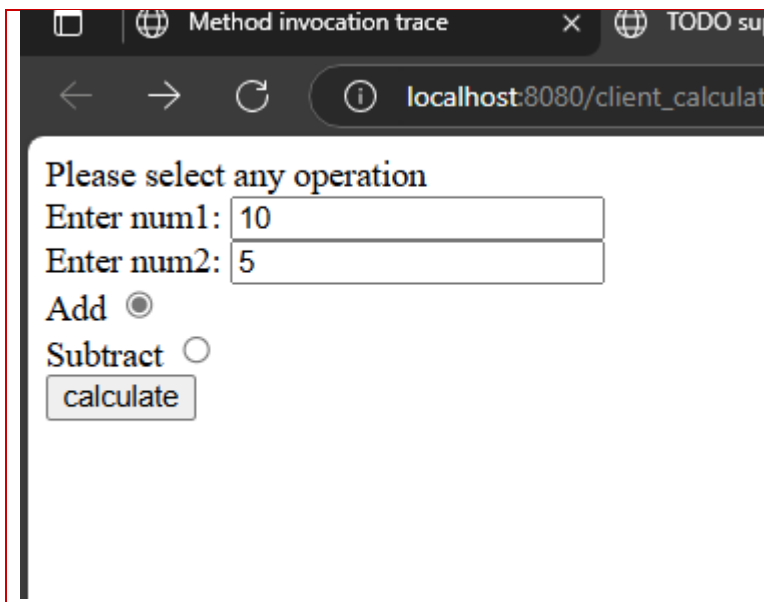 Method invocation trace
TODO
localhost:8080/client_calculat
Please select any operation
Enter num1: 10
Enter num2: 5
Add
Subtract
calculate